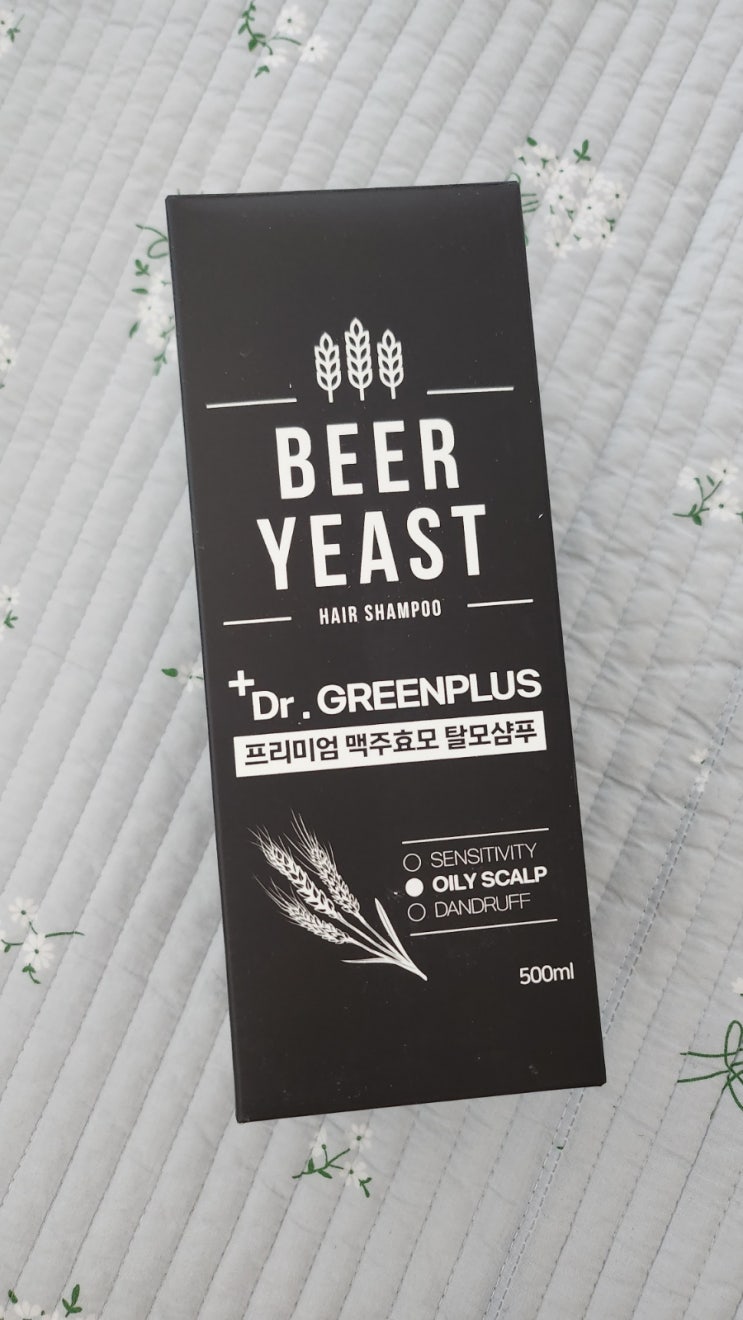 BEER
YEAST
HAIR SHAMPOO
+Dr. GREENPLUS
프리미엄 맥주효모 탈모샴푸
SENSITIVITY
OILY SCALP
DANDRUFF
500ml